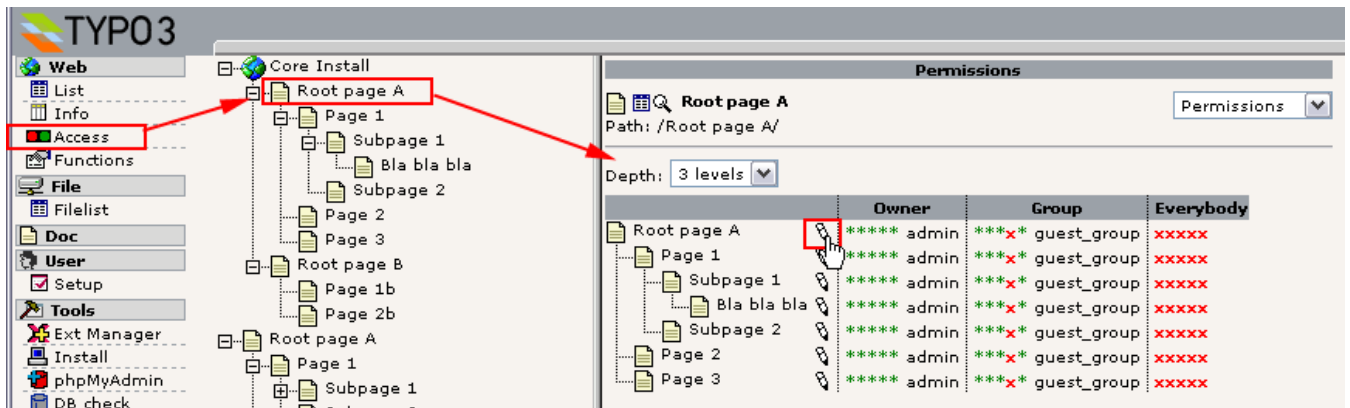 TYPO3
Web
List
Info
Access
Functions
File
Filelist
Doc
User
Setup
Tools
Ext Manager
Install
phpMyAdmin
DB check
Core Install
Root page A
Page 1
Subpage 1
Bla bla bla
Subpage 2
Page 2
Page 3
Root page B
Page 1b
Page 2b
Root page A
Page 1
Subpage 1
Permissions
Root page A
Permissions
Path: /Root page A/
Depth: 3 levels
Owner Group Everybody
Root page A ***** admin ***x* guest_group xxxxx
Page 1 ***** admin ***x* guest_group xxxxx
Subpage 1 ***** admin ***x* guest_group xxxxx
Bla bla bla ***** admin ***x* guest_group xxxxx
Subpage 2 ***** admin ***x* guest_group xxxxx
Page 2 ***** admin ***x* guest_group xxxxx
Page 3 ***** admin ***x* guest_group xxxxx